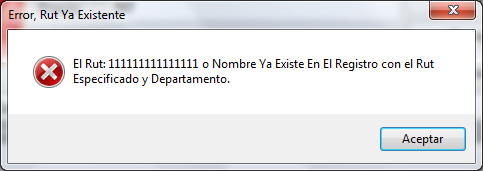 Error, Rut Ya Existente
El Rut: 111111111111111 o Nombre Ya Existe En El Registro con el Rut
Especificado y Departamento.
Aceptar